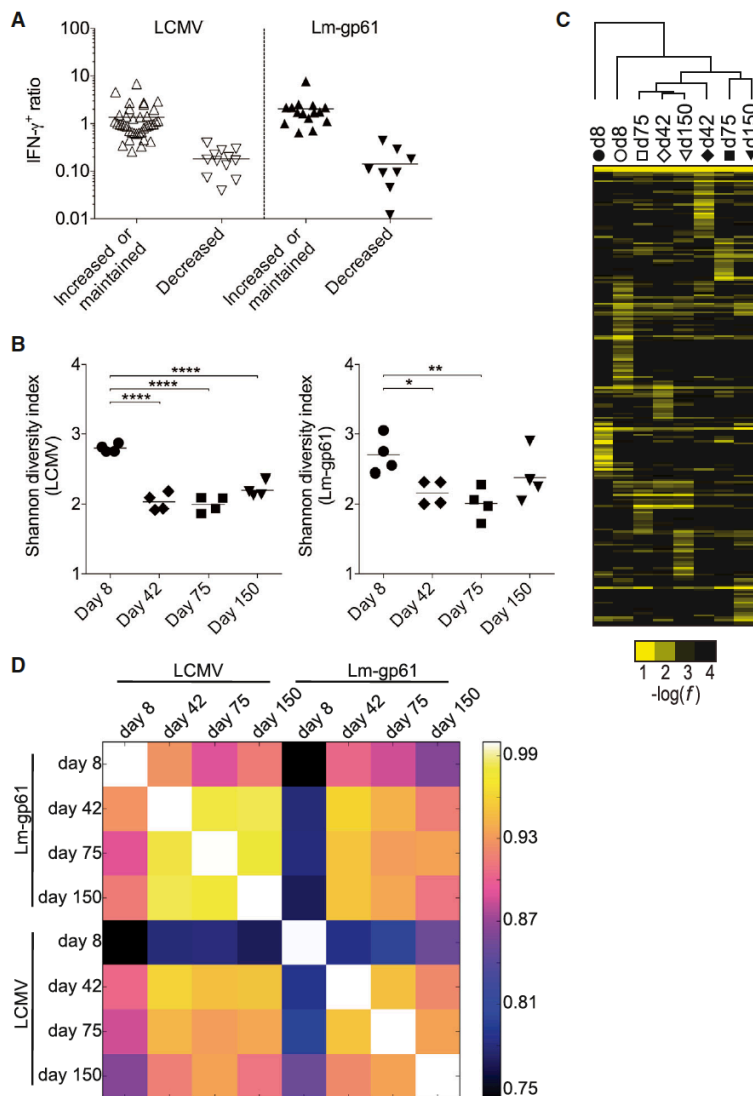 A
LCMV
Lm-gp61
IFN-γ+ ratio
100
10
1
0.10
0.01
Increased or
maintained
Decreased
Increased or
maintained
Decreased
B
Shannon diversity index
(LCMV)
4
3
2
1
****
****
****
Day 8
Day 42
Day 75
Day 150
Shannon diversity index
(Lm-gp61)
4
3
2
1
**
*
Day 8
Day 42
Day 75
Day 150
C
●d8
○d8
□d75
◇d42
◁d150
◆d42
■d75
◀d150
1 2 3 4
-log(f)
D
LCMV
Lm-gp61
day 8
day 42
day 75
day 150
day 8
day 42
day 75
day 150
Lm-gp61
day 8
day 42
day 75
day 150
LCMV
day 8
day 42
day 75
day 150
0.99
0.93
0.87
0.81
0.75